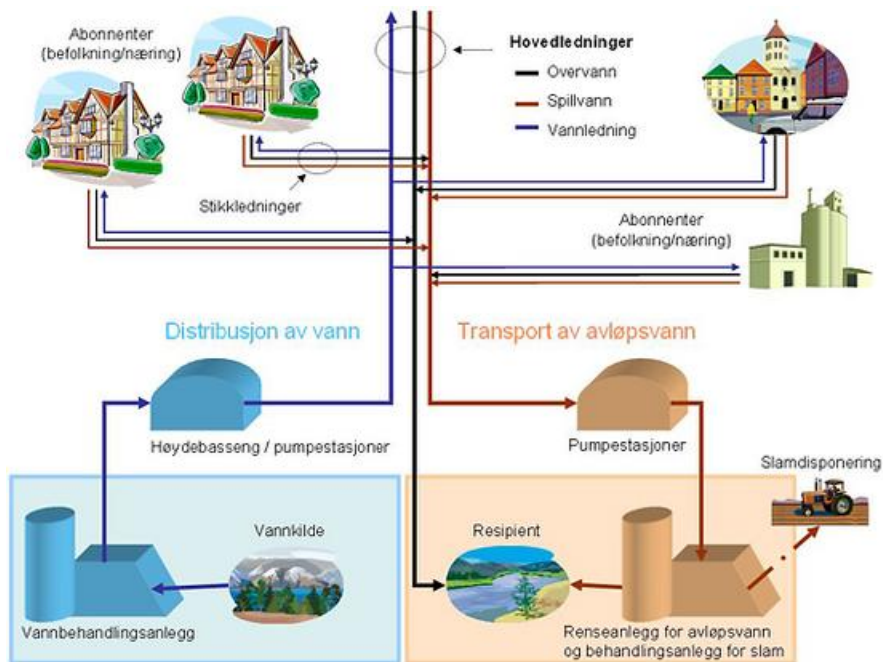 Abonnenter
(befolkning/næring)
Hovedledninger
Overvann
Spillvann
Vannledning
Stikkledninger
Abonnenter
(befolkning/næring)
Distribusjon av vann
Transport av avløpsvann
Høydebasseng / pumpestasjoner
Pumpestasjoner
Slamdisponering
Vannkilde
Resipient
Vannbehandlingsanlegg
Renseanlegg for avløpsvann
og behandlingsanlegg for slam